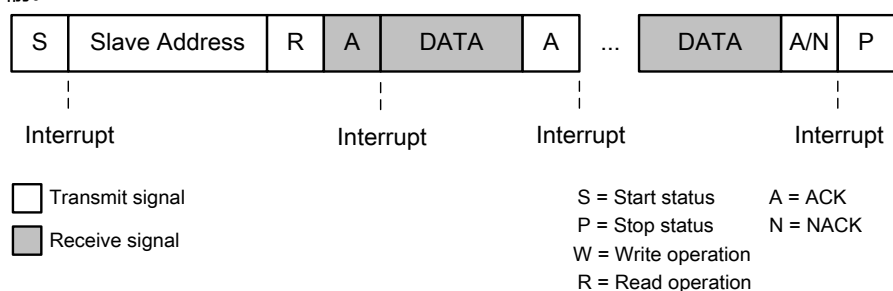 S Slave Address R A DATA A ... DATA A/N P
Interrupt Interrupt Interrupt Interrupt
Transmit signal
Receive signal
S = Start status A = ACK
P = Stop status N = NACK
W = Write operation
R = Read operation